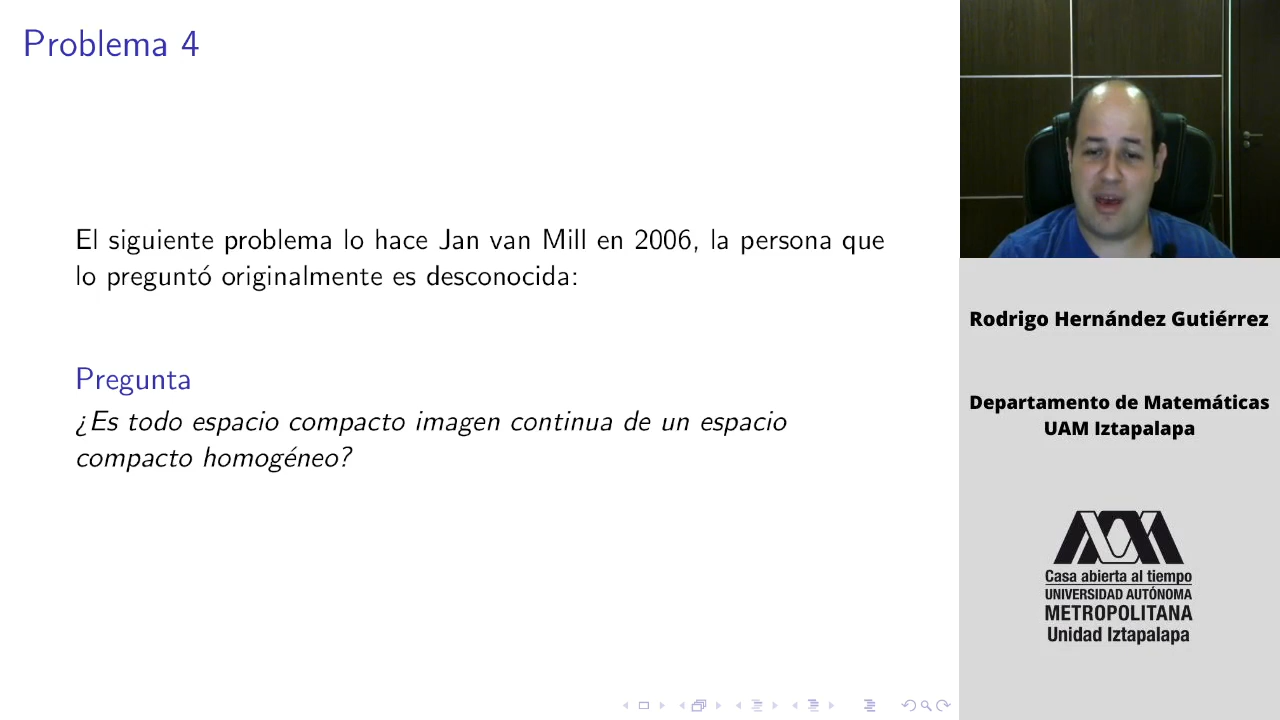 Problema 4
El siguiente problema lo hace Jan van Mill en 2006, la persona que
lo preguntó originalmente es desconocida:
Pregunta
¿Es todo espacio compacto imagen continua de un espacio
compacto homogéneo?
Rodrigo Hernández Gutiérrez
Departamento de Matemáticas
UAM Iztapalapa
Casa abierta al tiempo
UNIVERSIDAD AUTÓNOMA
METROPOLITANA
Unidad Iztapalapa